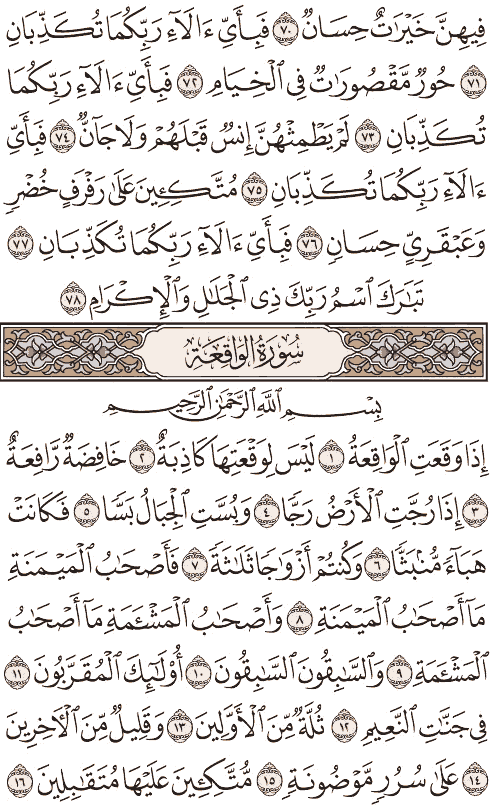 فِيهِنَّ خَيْرَٰتٌ حِسَانٌ ٧٠ فَبِأَيِّ ءَالَآءِ رَبِّكُمَا تُكَذِّبَانِ
٧١ حُورٌ مَّقْصُورَٰتٌ فِى ٱلْخِيَامِ ٧٢ فَبِأَيِّ ءَالَآءِ رَبِّكُمَا
تُكَذِّبَانِ ٧٣ لَمْ يَطْمِثْهُنَّ إِنسٌ قَبْلَهُمْ وَلَا جَآنٌّ ٧٤ فَبِأَيِّ
ءَالَآءِ رَبِّكُمَا تُكَذِّبَانِ ٧٥ مُتَّكِـِٔينَ عَلَىٰ رَفْرَفٍ خُضْرٍ
وَعَبْقَرِىٍّ حِسَانٍ ٧٦ فَبِأَيِّ ءَالَآءِ رَبِّكُمَا تُكَذِّبَانِ ٧٧
تَبَٰرَكَ ٱسْمُ رَبِّكَ ذِى ٱلْجَلَٰلِ وَٱلْإِكْرَامِ ٧٨
سُورَةُ الوَاقِعَة
بِسْمِ ٱللَّهِ ٱلرَّحْمَٰنِ ٱلرَّحِيمِ
إِذَا وَقَعَتِ ٱلْوَاقِعَةُ ١ لَيْسَ لِوَقْعَتِهَا كَاذِبَةٌ ٢ خَافِضَةٌ رَّافِعَةٌ
٣ إِذَا رُجَّتِ ٱلْأَرْضُ رَجًّا ٤ وَبُسَّتِ ٱلْجِبَالُ بَسًّا ٥ فَكَانَتْ
هَبَآءً مُّنۢبَثًّا ٦ وَكُنتُمْ أَزْوَٰجًا ثَلَٰثَةً ٧ فَأَصْحَٰبُ ٱلْمَيْمَنَةِ
مَآ أَصْحَٰبُ ٱلْمَيْمَنَةِ ٨ وَأَصْحَٰبُ ٱلْمَشْـَٔمَةِ مَآ أَصْحَٰبُ
ٱلْمَشْـَٔمَةِ ٩ وَٱلسَّٰبِقُونَ ٱلسَّٰبِقُونَ ١٠ أُو۟لَٰٓئِكَ ٱلْمُقَرَّبُونَ ١١
فِى جَنَّٰتِ ٱلنَّعِيمِ ١٢ ثُلَّةٌ مِّنَ ٱلْأَوَّلِينَ ١٣ وَقَلِيلٌ مِّنَ ٱلْـَٔاخِرِينَ
١٤ عَلَىٰ سُرُرٍ مَّوْضُونَةٍ ١٥ مُّتَّكِـِٔينَ عَلَيْهَا مُتَقَٰبِلِينَ ١٦